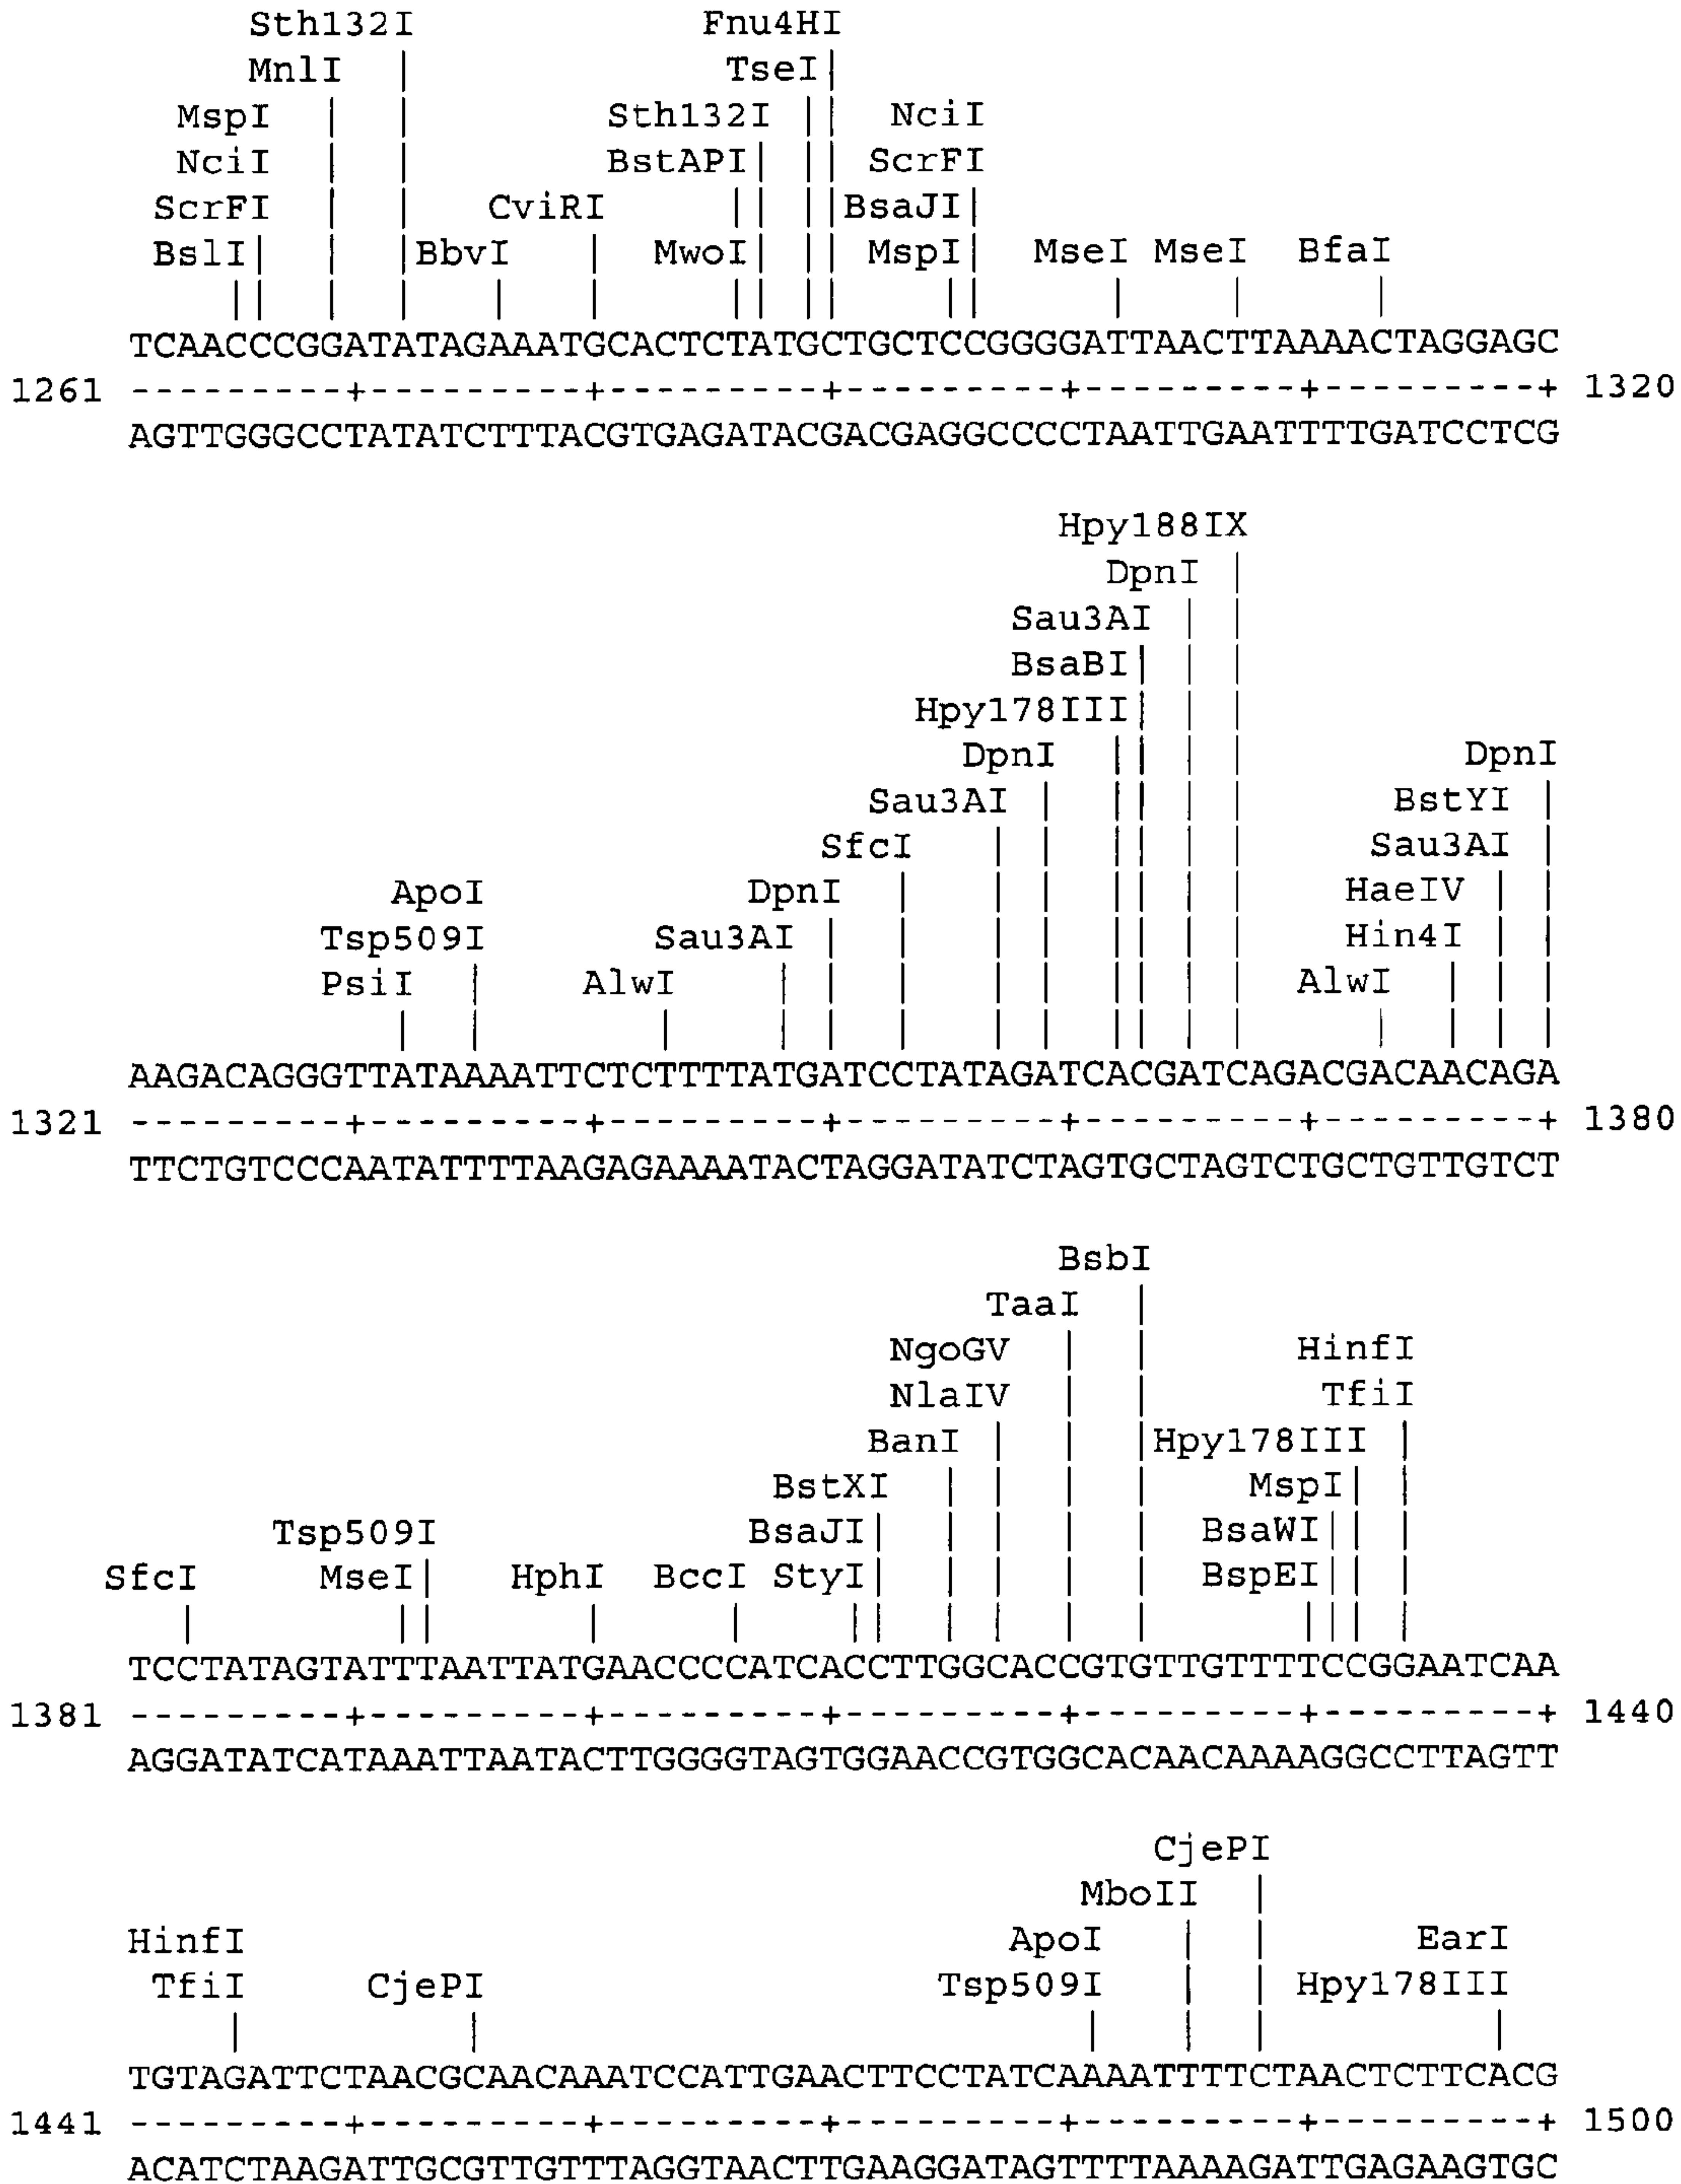 Sth132I Fnu4HI
MnlI TseI
MspI Sth132I NciI
NciI BstAPI ScrFI
ScrFI CviRI BsaJI
BslI BbvI MwoI MspI MseI MseI BfaI
TCAACCCGGATATAGAAATGCACTCTATGCTGCTCCGGGGATTAACTTAAAACTAGGAGC
1261 ---------+---------+---------+---------+---------+---------+ 1320
AGTTGGGCCTATATCTTTACGTGAGATACGACGAGGCCCCTAATTGAATTTTGATCCTCG
Hpy188IX
DpnI
Sau3AI
BsaBI
Hpy178III
DpnI DpnI
Sau3AI BstYI
SfcI Sau3AI
ApoI DpnI HaeIV
Tsp509I Sau3AI Hin4I
PsiI AlwI AlwI
AAGACAGGGTTATAAAATTCTCTTTTATGATCCTATAGATCACGATCAGACGACAACAGA
1321 ---------+---------+---------+---------+---------+---------+ 1380
TTCTGTCCCAATATTTTAAGAGAAAATACTAGGATATCTAGTGCTAGTCTGCTGTTGTCT
BsbI
TaaI
NgoGV HinfI
NlaIV TfiI
BanI Hpy178III
BstXI MspI
Tsp509I BsaJI BsaWI
SfcI MseI HphI BccI StyI BspEI
TCCTATAGTATTTAATTATGAACCCCATCACCTTGGCACCGTGTTGTTTTCCGGAATCAA
1381 ---------+---------+---------+---------+---------+---------+ 1440
AGGATATCATAAATTAATACTTGGGGTAGTGGAACCGTGGCACAACAAAAGGCCTTAGTT
CjePI
MboII
HinfI ApoI EarI
TfiI CjePI Tsp509I Hpy178III
TGTAGATTCTAACGCAACAAATCCATTGAACTTCCTATCAAAATTTTCTAACTCTTCACG
1441 ---------+---------+---------+---------+---------+---------+ 1500
ACATCTAAGATTGCGTTGTTTAGGTAACTTGAAGGATAGTTTTAAAAGATTGAGAAGTGC